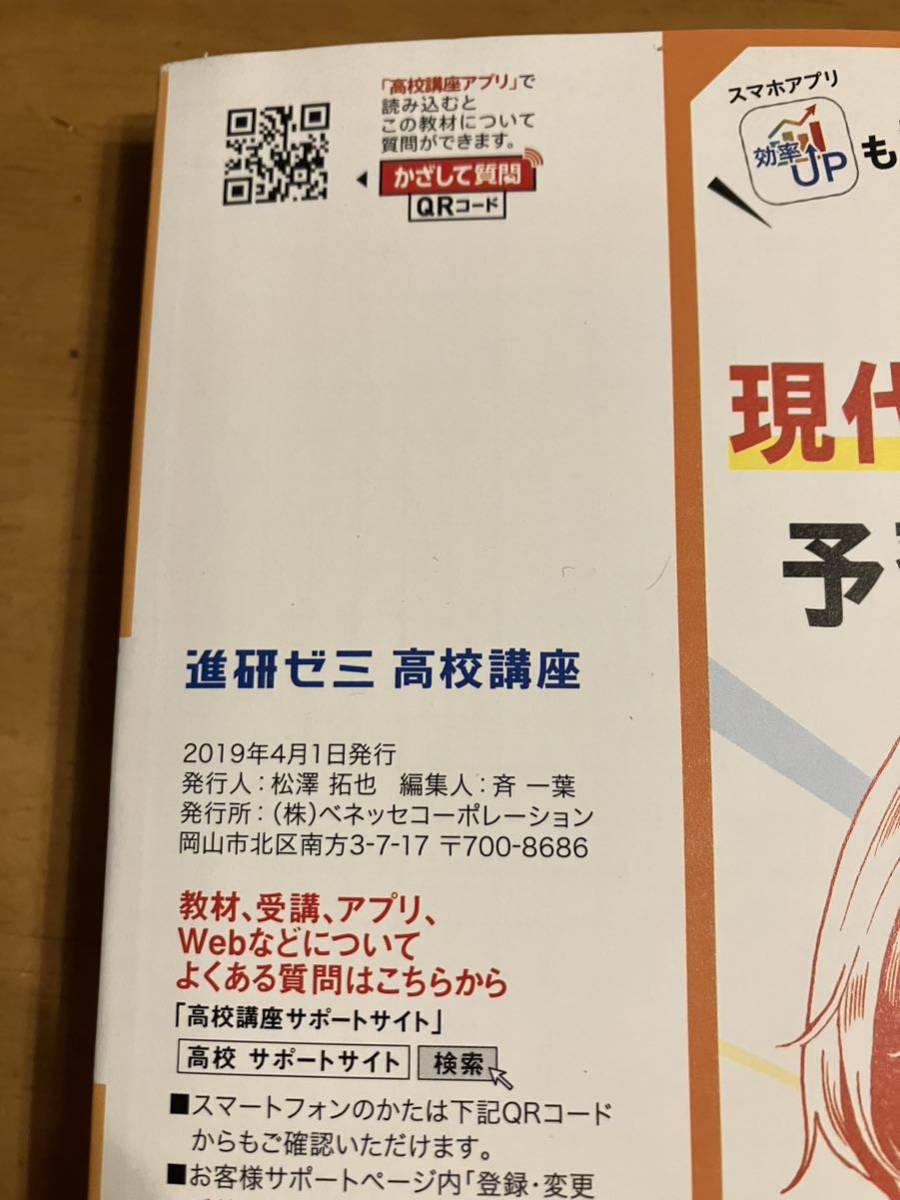 「高校講座アプリ」で
読み込むと
この教材について
質問ができます。
かざして質問
QRコード
スマホアプリ
効率UP
も
現代
予
進研ゼミ 高校講座
2019年4月1日発行
発行人：松澤 拓也　編集人：斉 一葉
発行所：（株）ベネッセコーポレーション
岡山市北区南方3-7-17 〒700-8686
教材、受講、アプリ、
Webなどについて
よくある質問はこちらから
「高校講座サポートサイト」
高校 サポートサイト 検索
■スマートフォンのかたは下記QRコード
からもご確認いただけます。
■お客様サポートページ内「登録・変更